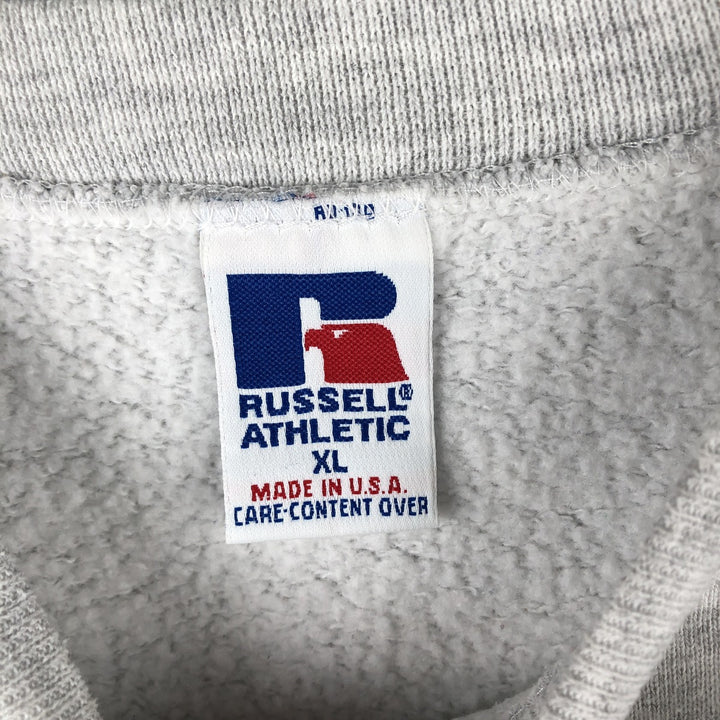 RUSSELL®
ATHLETIC
XL
MADE IN U.S.A.
CARE-CONTENT OVER